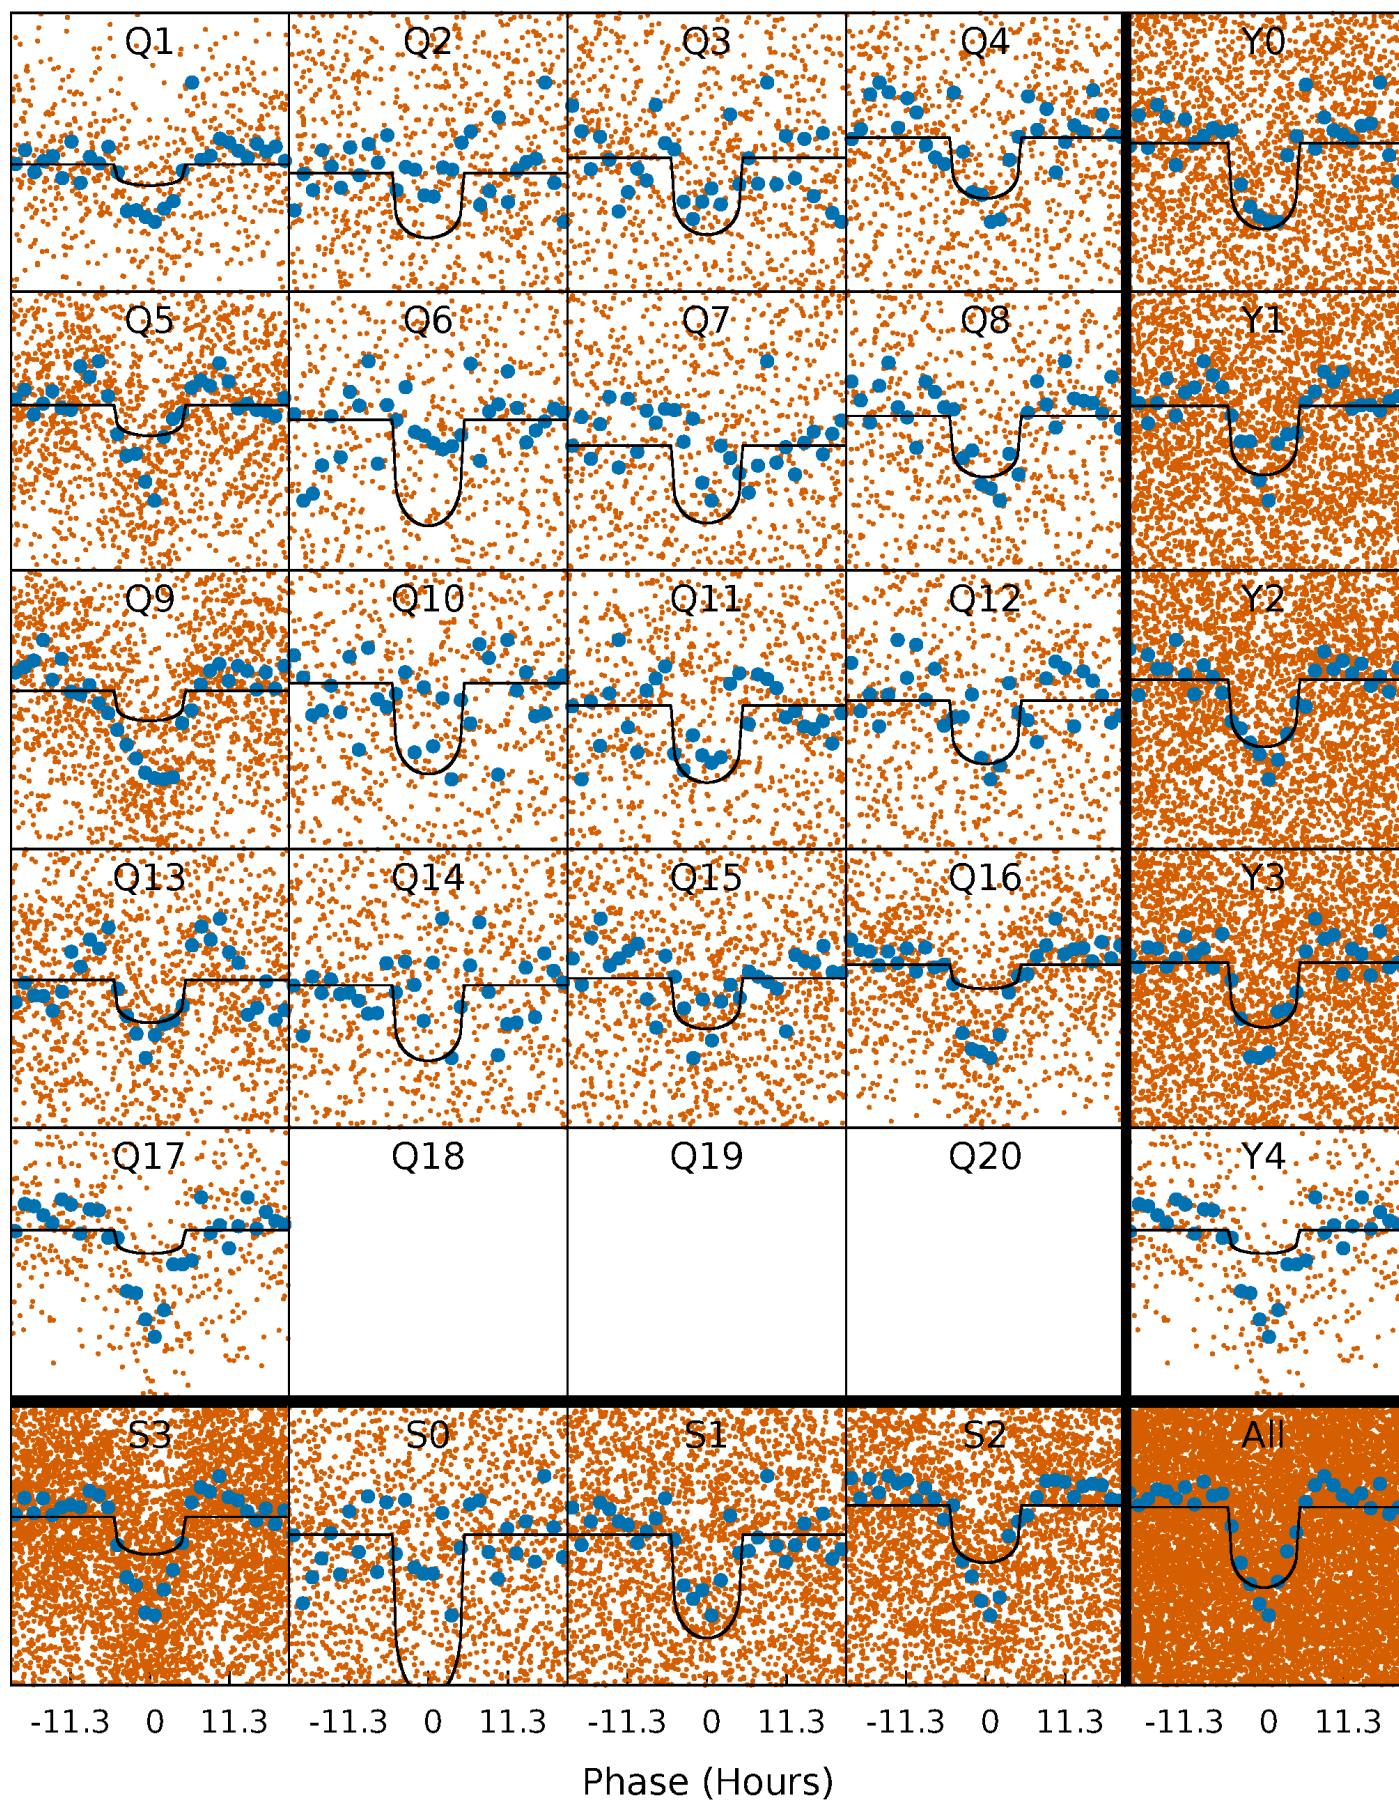 Q1 Q2 Q3 Q4 Y0
Q5 Q6 Q7 Q8 Y1
Q9 Q10 Q11 Q12 Y2
Q13 Q14 Q15 Q16 Y3
Q17 Q18 Q19 Q20 Y4
S3 S0 S1 S2 All
-11.3 0 11.3 -11.3 0 11.3 -11.3 0 11.3 -11.3 0 11.3 -11.3 0 11.3
Phase (Hours)